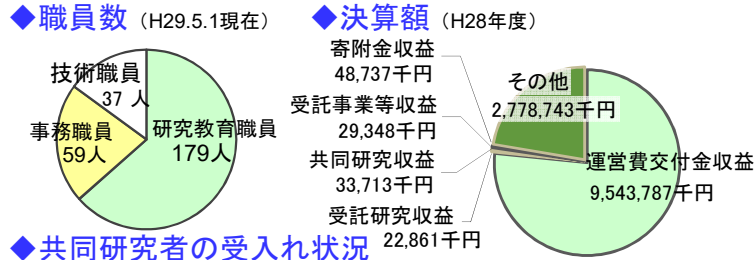 ◆職員数（H29.5.1現在）
技術職員
37 人
事務職員
59人
研究教育職員
179人
◆決算額（H28年度）
寄附金収益
48,737千円
受託事業等収益
29,348千円
共同研究収益
33,713千円
受託研究収益
22,861千円
その他
2,778,743千円
運営費交付金収益
9,543,787千円
◆共同研究者の受入れ状況